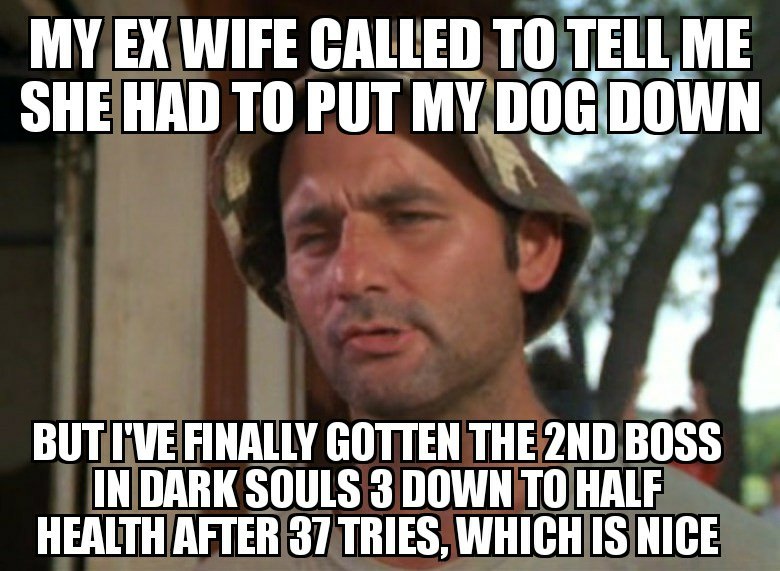 MY EX WIFE CALLED TO TELL ME
SHE HAD TO PUT MY DOG DOWN
BUT I'VE FINALLY GOTTEN THE 2ND BOSS
IN DARK SOULS 3 DOWN TO HALF
HEALTH AFTER 37 TRIES, WHICH IS NICE